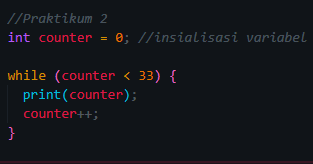 //Praktikum 2
int counter = 0; //insialisasi variabel
while (counter < 33) {
print(counter);
counter++;
}